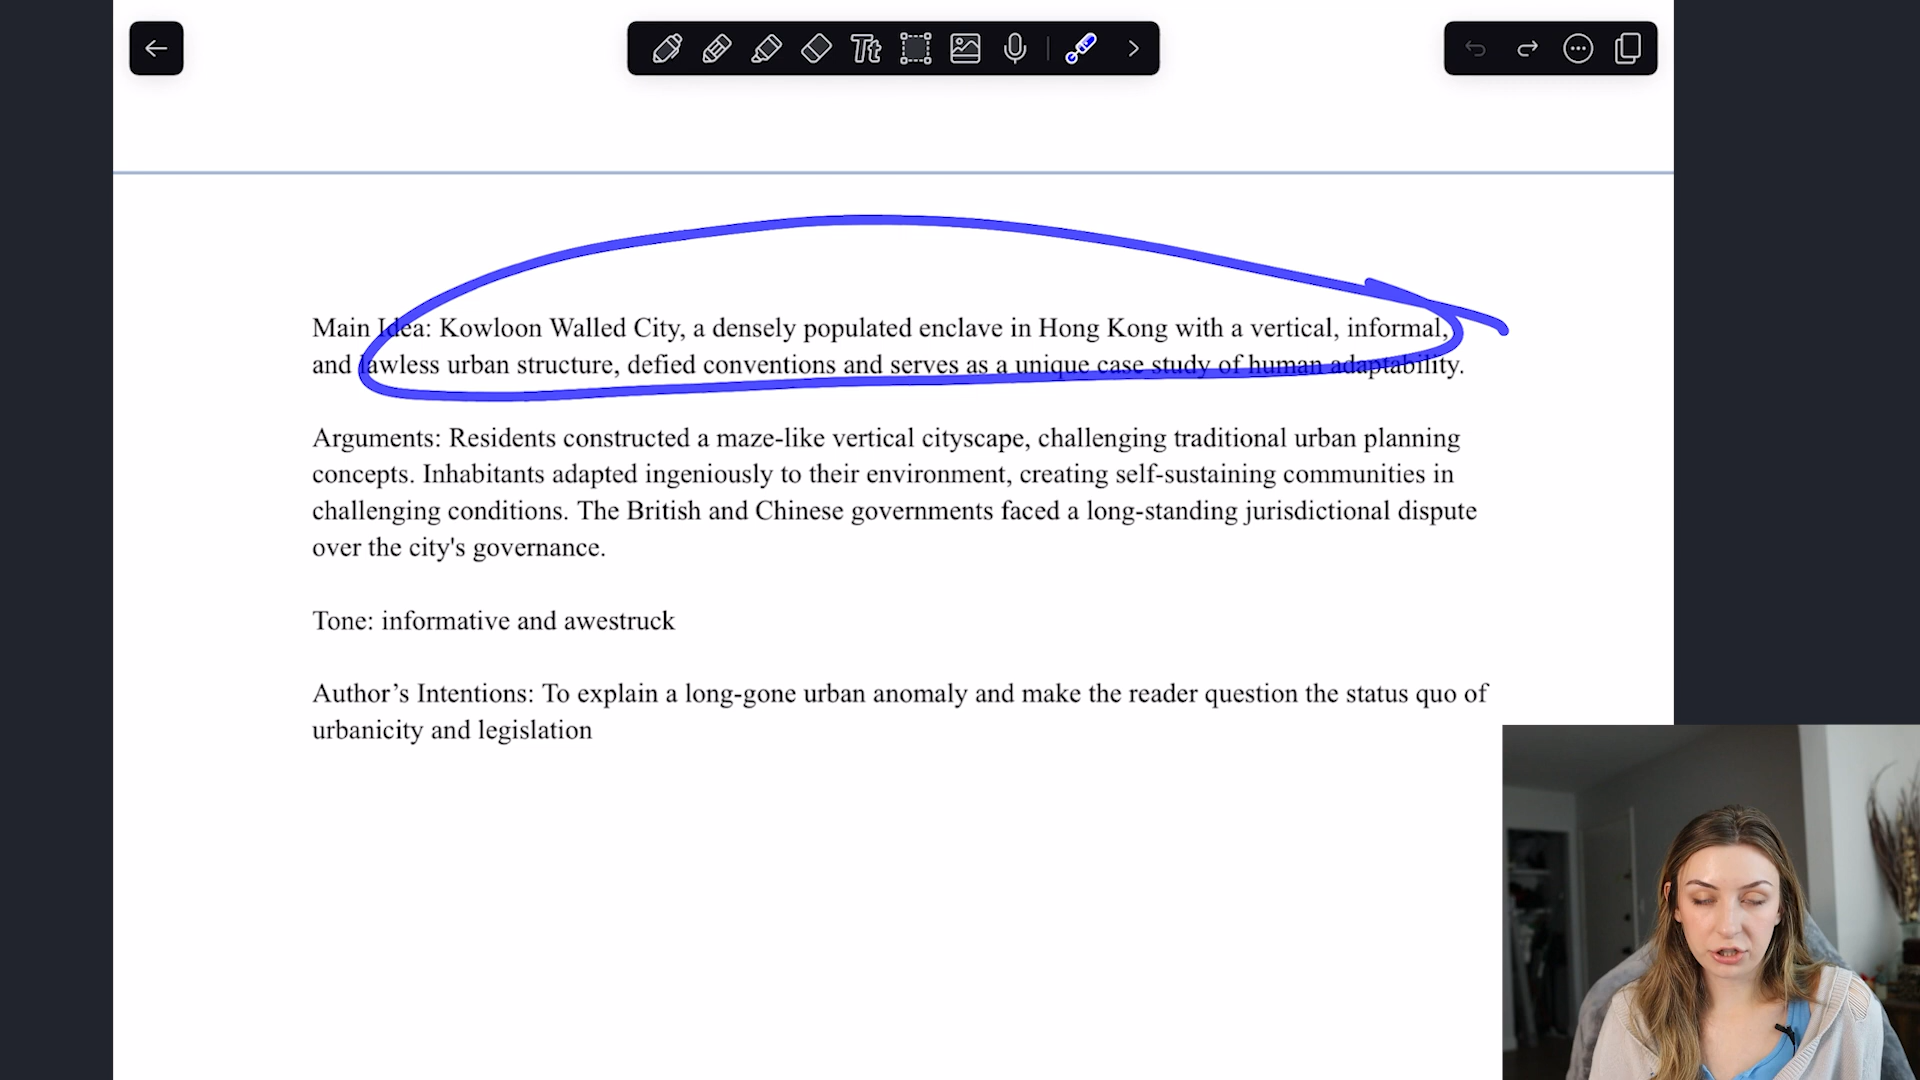 Tt
Main Idea: Kowloon Walled City, a densely populated enclave in Hong Kong with a vertical, informal,
and lawless urban structure, defied conventions and serves as a unique case study of human adaptability.
Arguments: Residents constructed a maze-like vertical cityscape, challenging traditional urban planning
concepts. Inhabitants adapted ingeniously to their environment, creating self-sustaining communities in
challenging conditions. The British and Chinese governments faced a long-standing jurisdictional dispute
over the city's governance.
Tone: informative and awestruck
Author’s Intentions: To explain a long-gone urban anomaly and make the reader question the status quo of
urbanicity and legislation